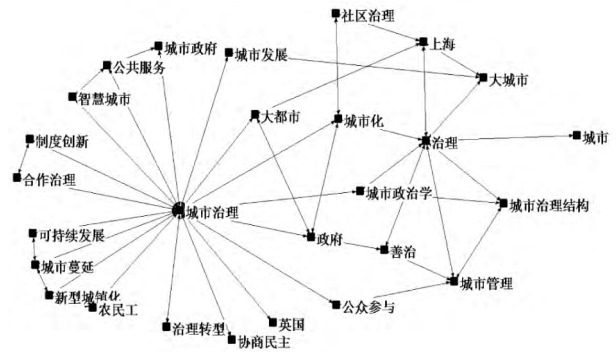 社区治理
城市政府
上海
城市发展
公共服务
大城市
智慧城市
大都市
城市化
制度创新
治理
城市
合作治理
城市政治学
城市治理
城市治理结构
可持续发展
政府
善治
城市蔓延
城市管理
新型城镇化
农民工
公众参与
治理转型
英国
协商民主